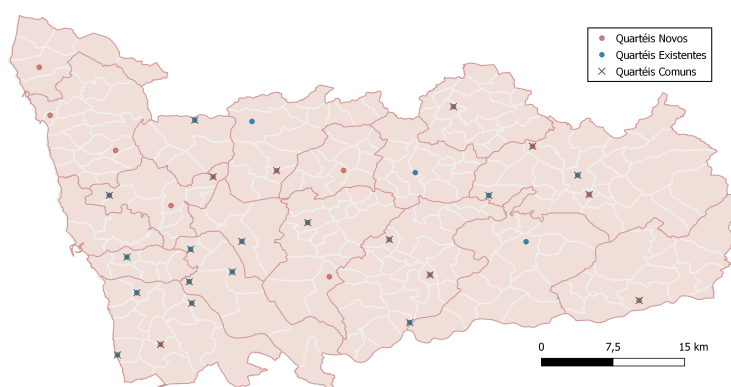 Quartéis Novos
Quartéis Existentes
Quartéis Comuns
0 7,5 15 km